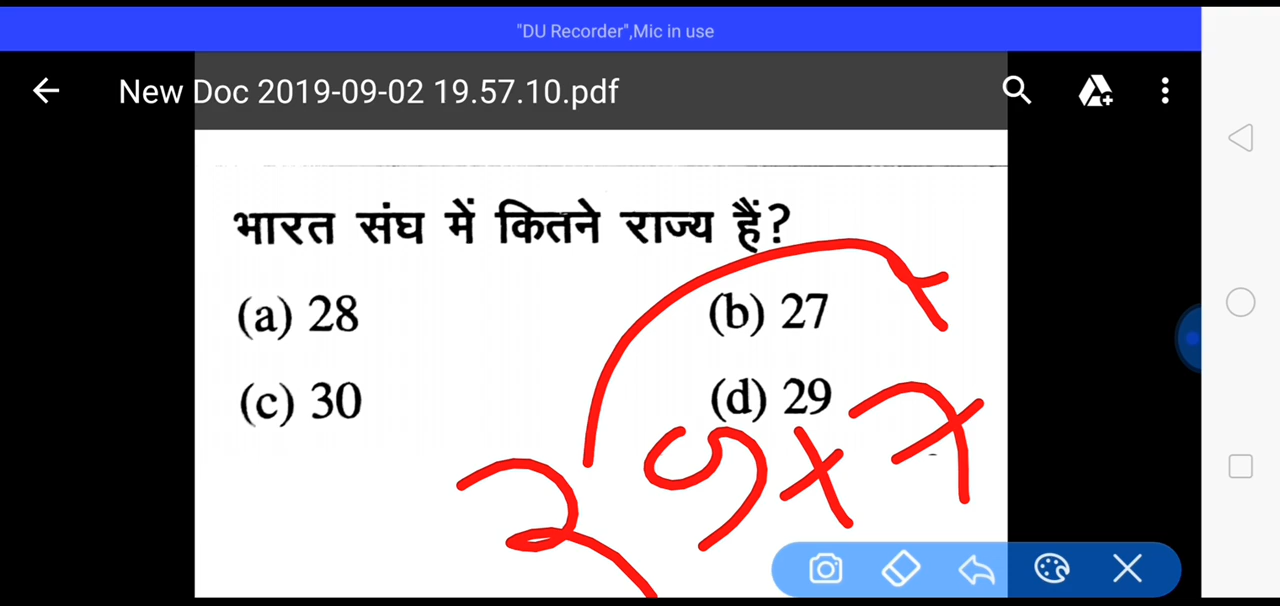 "DU Recorder",Mic in use
New Doc 2019-09-02 19.57.10.pdf
भारत संघ में कितने राज्य हैं?
(a) 28 (b) 27
(c) 30 (d) 29